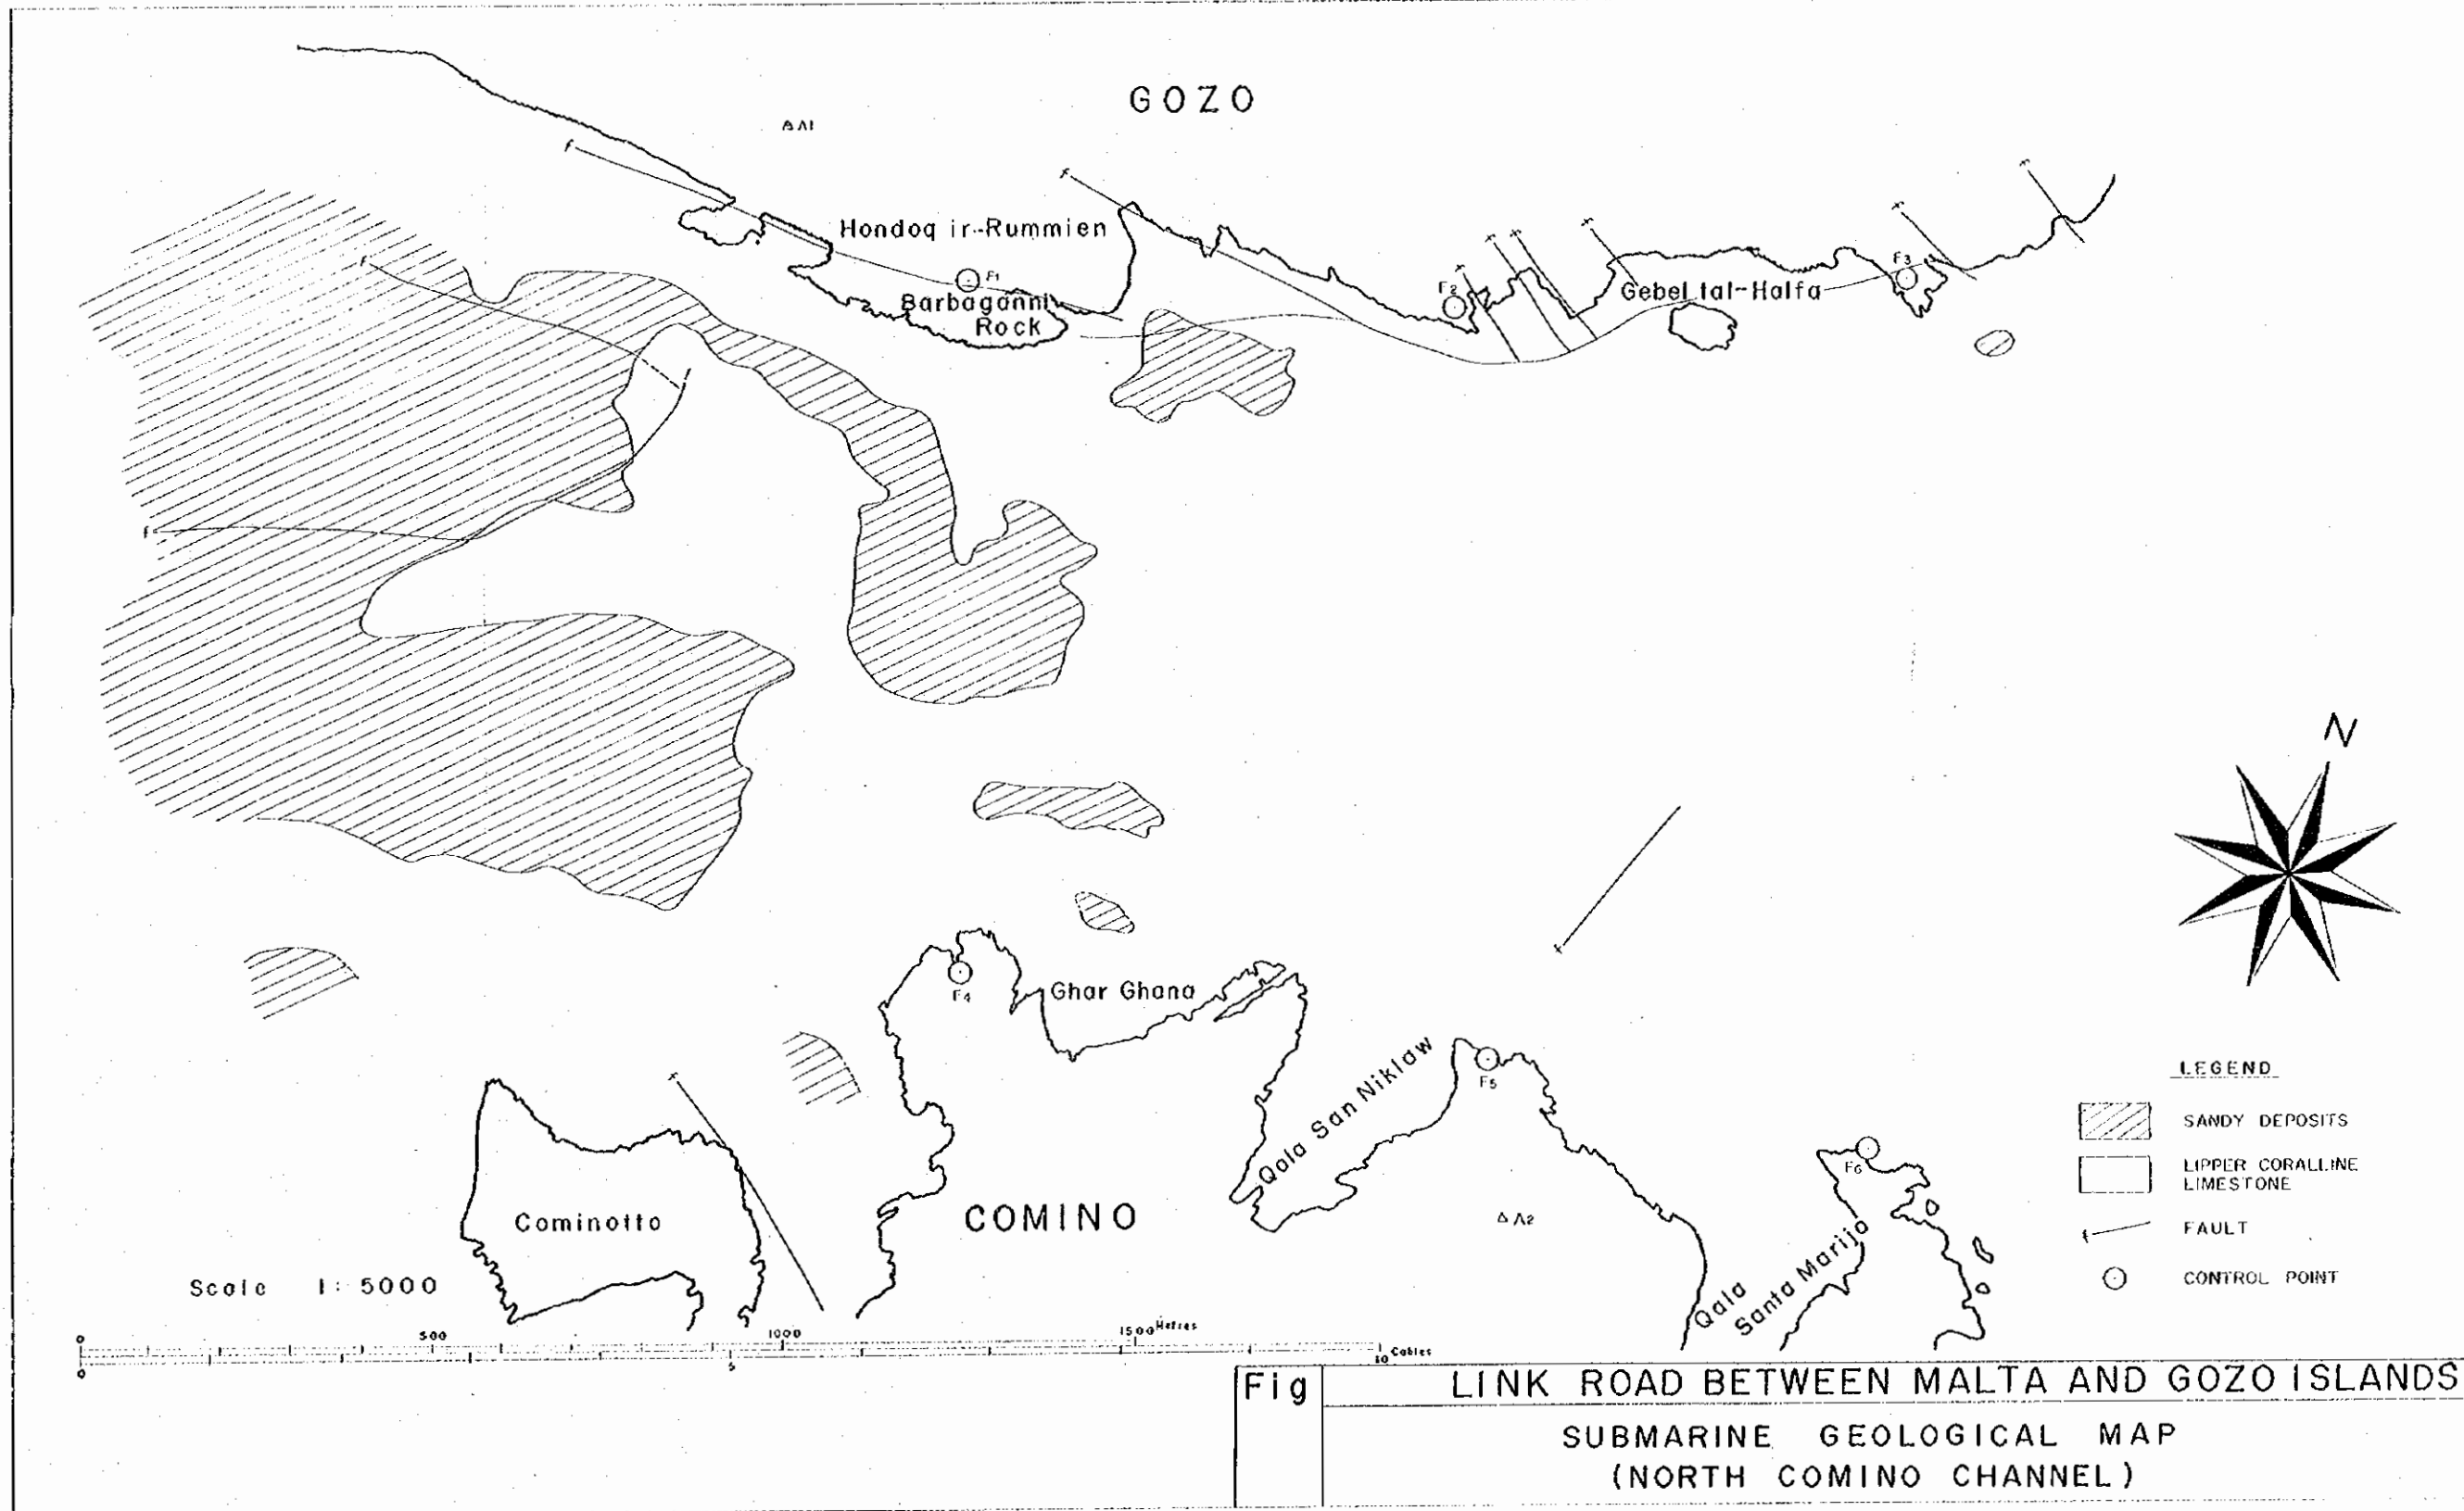 GOZO
Δ Λ1
f
f
Hondoq ir-Rummien
F1
Barbaganni
Rock
F2
Gebel tal-Halfa
F3
f
f
N
F4
Ghar Ghana
Qala San Niklaw
F5
F6
Cominotto
COMINO
Δ Λ2
Qala
Santa Marija
LEGEND
SANDY DEPOSITS
LIPPER CORALLINE
LIMESTONE
FAULT
CONTROL POINT
Scale 1: 5000
0 500 1000 1500 Metres
0 5 10 Cables
Fig
LINK ROAD BETWEEN MALTA AND GOZO ISLANDS
SUBMARINE GEOLOGICAL MAP
(NORTH COMINO CHANNEL)